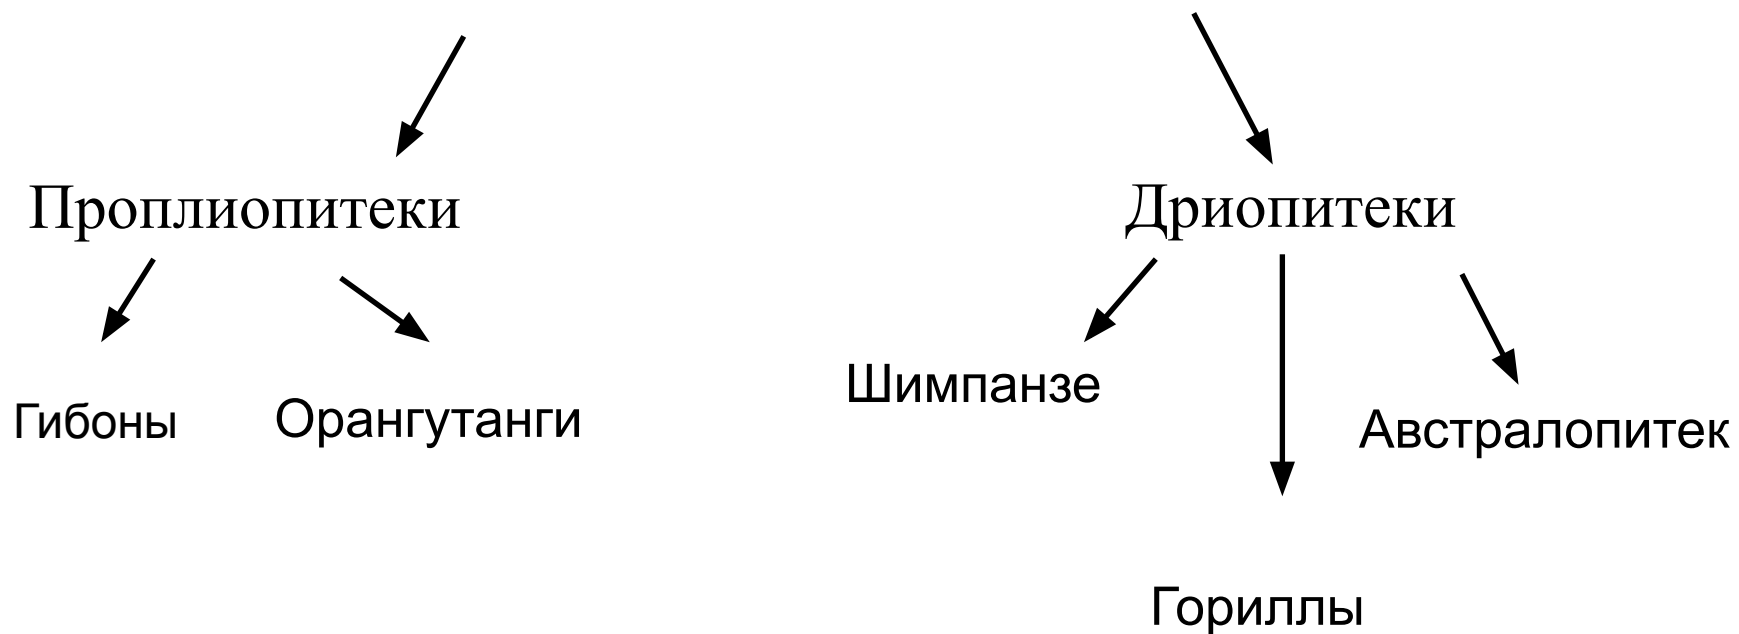 Проплиопитеки
Дриопитеки
Гибоны
Орангутанги
Шимпанзе
Австралопитек
Гориллы